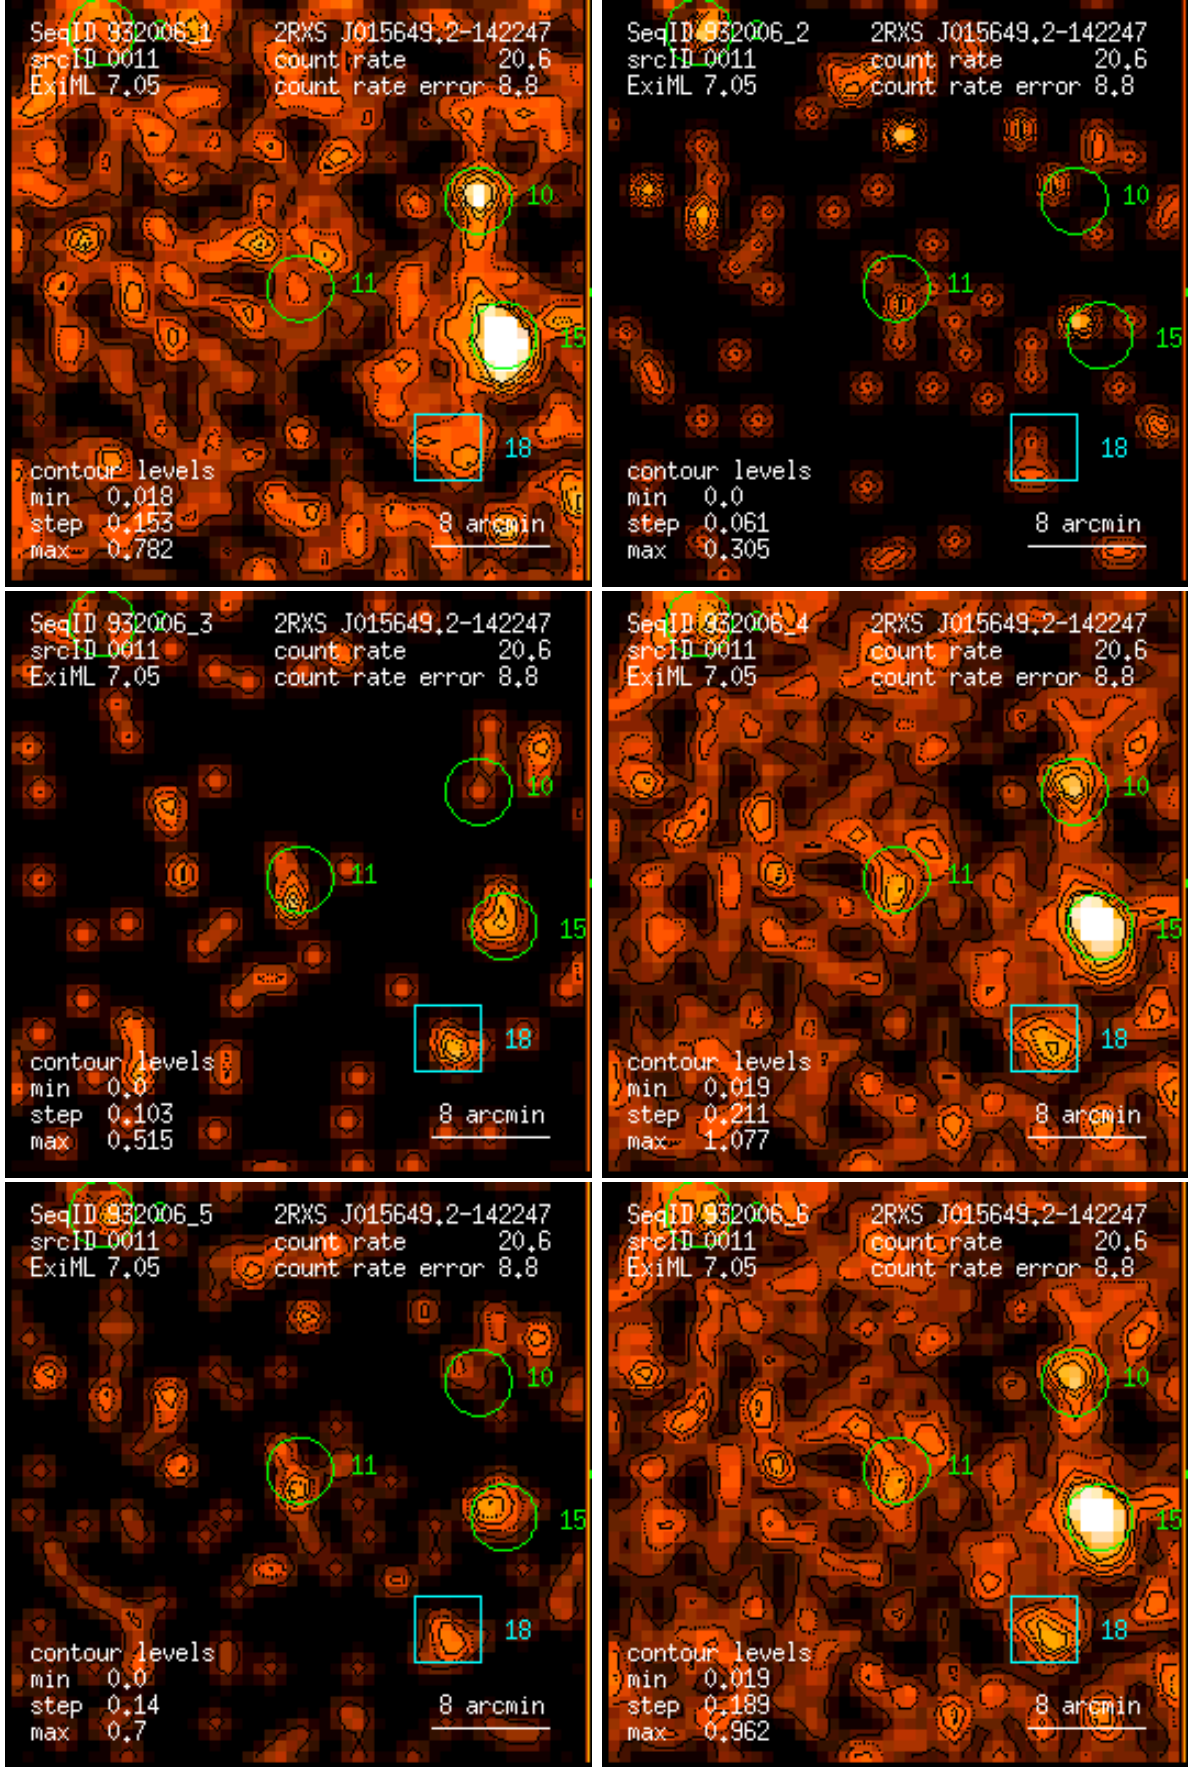 SeqID 932006_1 2RXS J015649.2-142247
srcID 0011 count rate 20.6
ExiML 7.05 count rate error 8.8
10
11
15
18
contour levels
min 0.018
step 0.153 8 arcmin
max 0.782
SeqID 932006_2 2RXS J015649.2-142247
srcID 0011 count rate 20.6
ExiML 7.05 count rate error 8.8
10
11
15
18
contour levels
min 0.0
step 0.061 8 arcmin
max 0.305
SeqID 932006_3 2RXS J015649.2-142247
srcID 0011 count rate 20.6
ExiML 7.05 count rate error 8.8
10
11
15
18
contour levels
min 0.0
step 0.103 8 arcmin
max 0.515
SeqID 932006_4 2RXS J015649.2-142247
srcID 0011 count rate 20.6
ExiML 7.05 count rate error 8.8
10
11
15
18
contour levels
min 0.019
step 0.211 8 arcmin
max 1.077
SeqID 932006_5 2RXS J015649.2-142247
srcID 0011 count rate 20.6
ExiML 7.05 count rate error 8.8
10
11
15
18
contour levels
min 0.0
step 0.14 8 arcmin
max 0.7
SeqID 932006_6 2RXS J015649.2-142247
srcID 0011 count rate 20.6
ExiML 7.05 count rate error 8.8
10
11
15
18
contour levels
min 0.019
step 0.189 8 arcmin
max 0.962